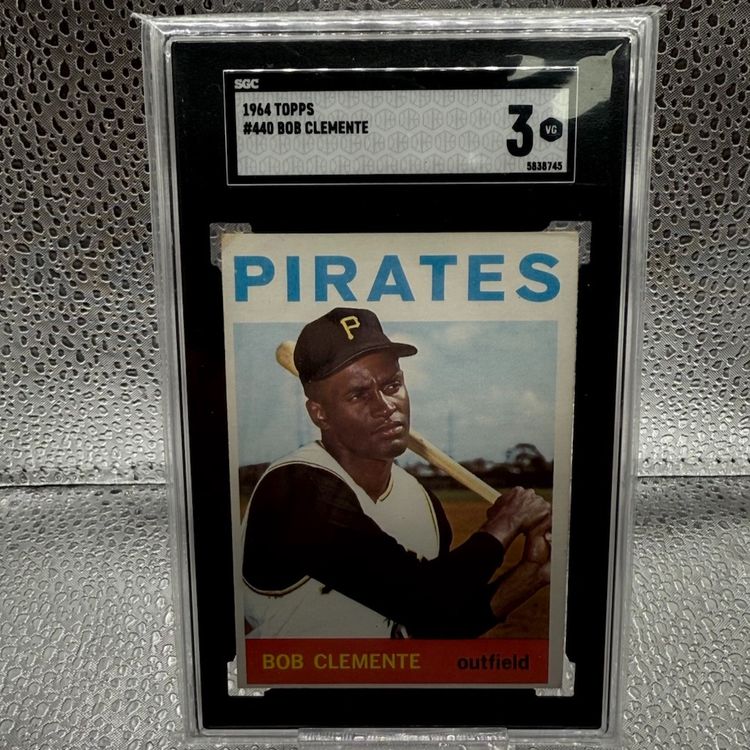 SGC
1964 TOPPS
#440 BOB CLEMENTE
3 VG
5838745
PIRATES
P
BOB CLEMENTE outfield